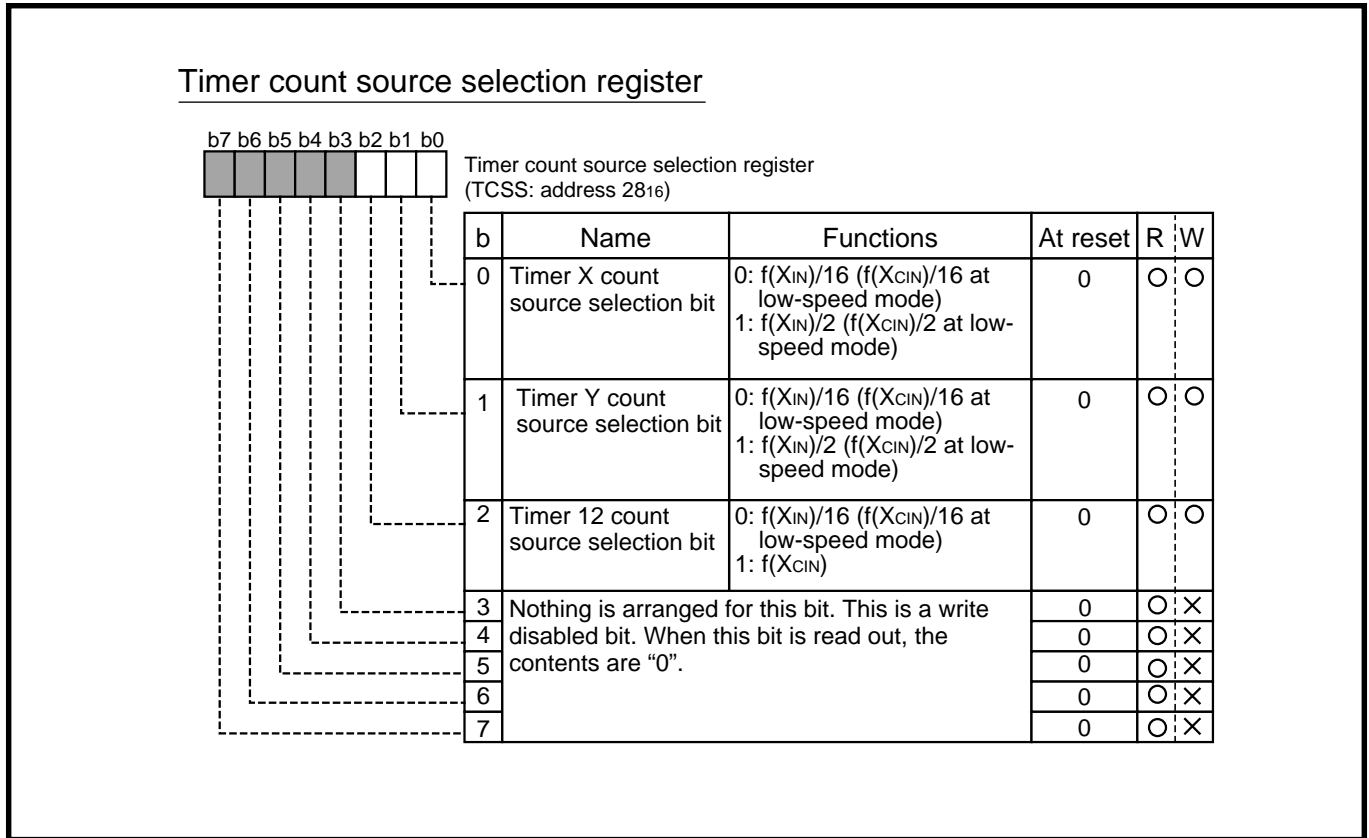 Timer count source selection register
b7 b6 b5 b4 b3 b2 b1 b0
Timer count source selection register
(TCSS: address 2816)
b Name Functions At reset R W
0 Timer X count source selection bit 0: f(XIN)/16 (f(XCIN)/16 at low-speed mode) 0 O O
1: f(XIN)/2 (f(XCIN)/2 at low-speed mode)
1 Timer Y count source selection bit 0: f(XIN)/16 (f(XCIN)/16 at low-speed mode) 0 O O
1: f(XIN)/2 (f(XCIN)/2 at low-speed mode)
2 Timer 12 count source selection bit 0: f(XIN)/16 (f(XCIN)/16 at low-speed mode) 0 O O
1: f(XCIN)
3 Nothing is arranged for this bit. This is a write 0 O ×
4 disabled bit. When this bit is read out, the 0 O ×
5 contents are “0”. 0 O ×
6 0 O ×
7 0 O ×